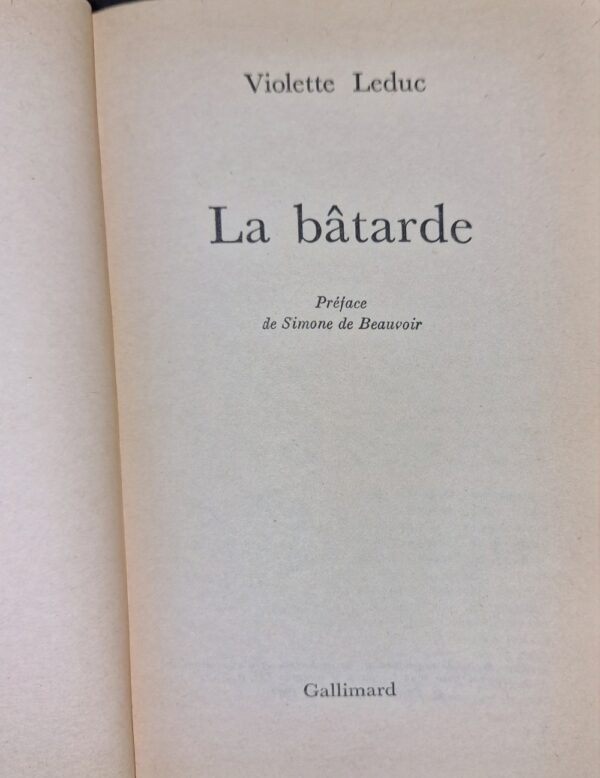 Violette Leduc
La bâtarde
Préface
de Simone de Beauvoir
Gallimard